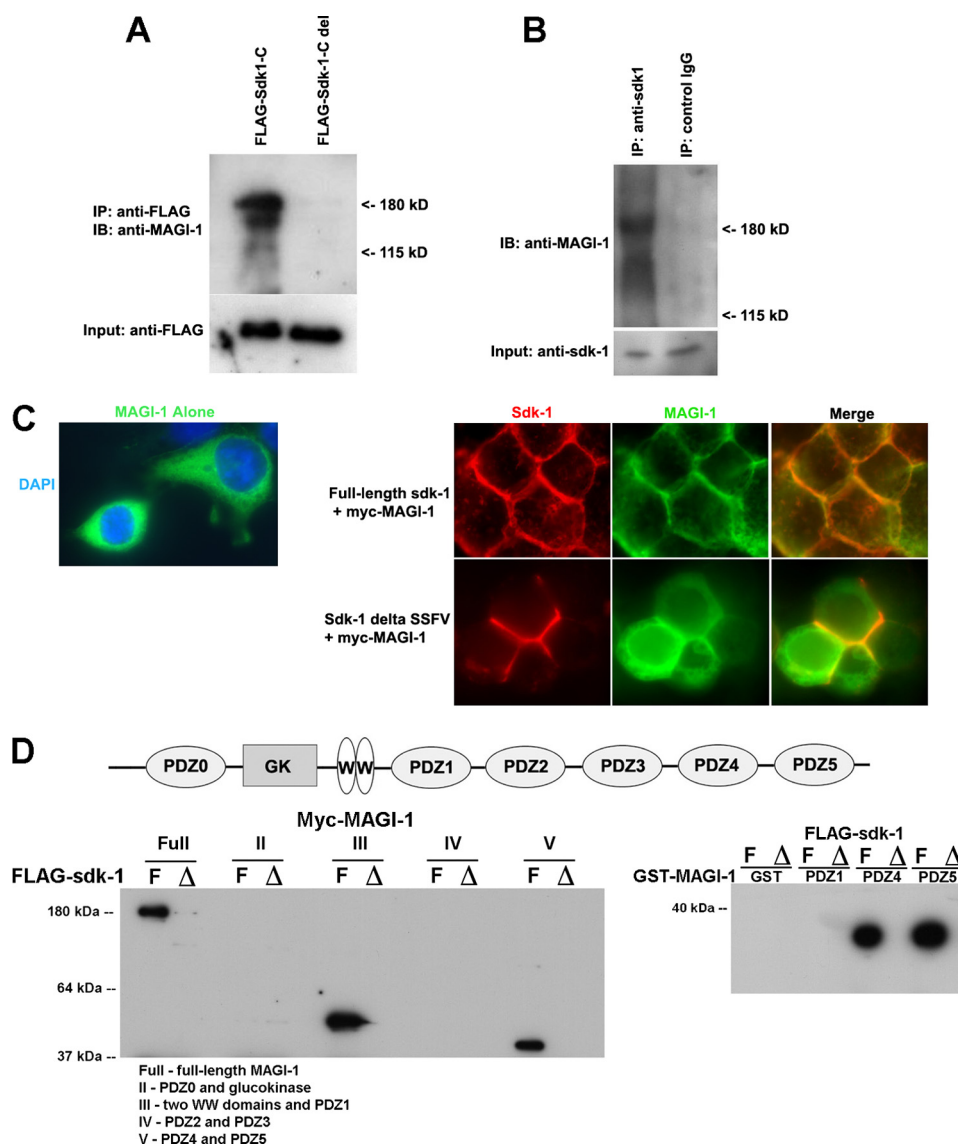 A
FLAG-Sdk1-C
FLAG-Sdk-1-C del
IP: anti-FLAG
IB: anti-MAGI-1
<- 180 kD
<- 115 kD
Input: anti-FLAG
B
IP: anti-sdk1
IP: control IgG
IB: anti-MAGI-1
<- 180 kD
<- 115 kD
Input: anti-sdk-1
C
MAGI-1 Alone
DAPI
Sdk-1
MAGI-1
Merge
Full-length sdk-1
+ myc-MAGI-1
Sdk-1 delta SSFV
+ myc-MAGI-1
D
PDZ0
GK
W
W
PDZ1
PDZ2
PDZ3
PDZ4
PDZ5
Myc-MAGI-1
Full II III IV V
FLAG-sdk-1 F Δ F Δ F Δ F Δ F Δ
180 kDa --
64 kDa --
37 kDa --
Full - full-length MAGI-1
II - PDZ0 and glucokinase
III - two WW domains and PDZ1
IV - PDZ2 and PDZ3
V - PDZ4 and PDZ5
FLAG-sdk-1
F Δ F Δ F Δ F Δ
GST-MAGI-1 GST PDZ1 PDZ4 PDZ5
40 kDa --